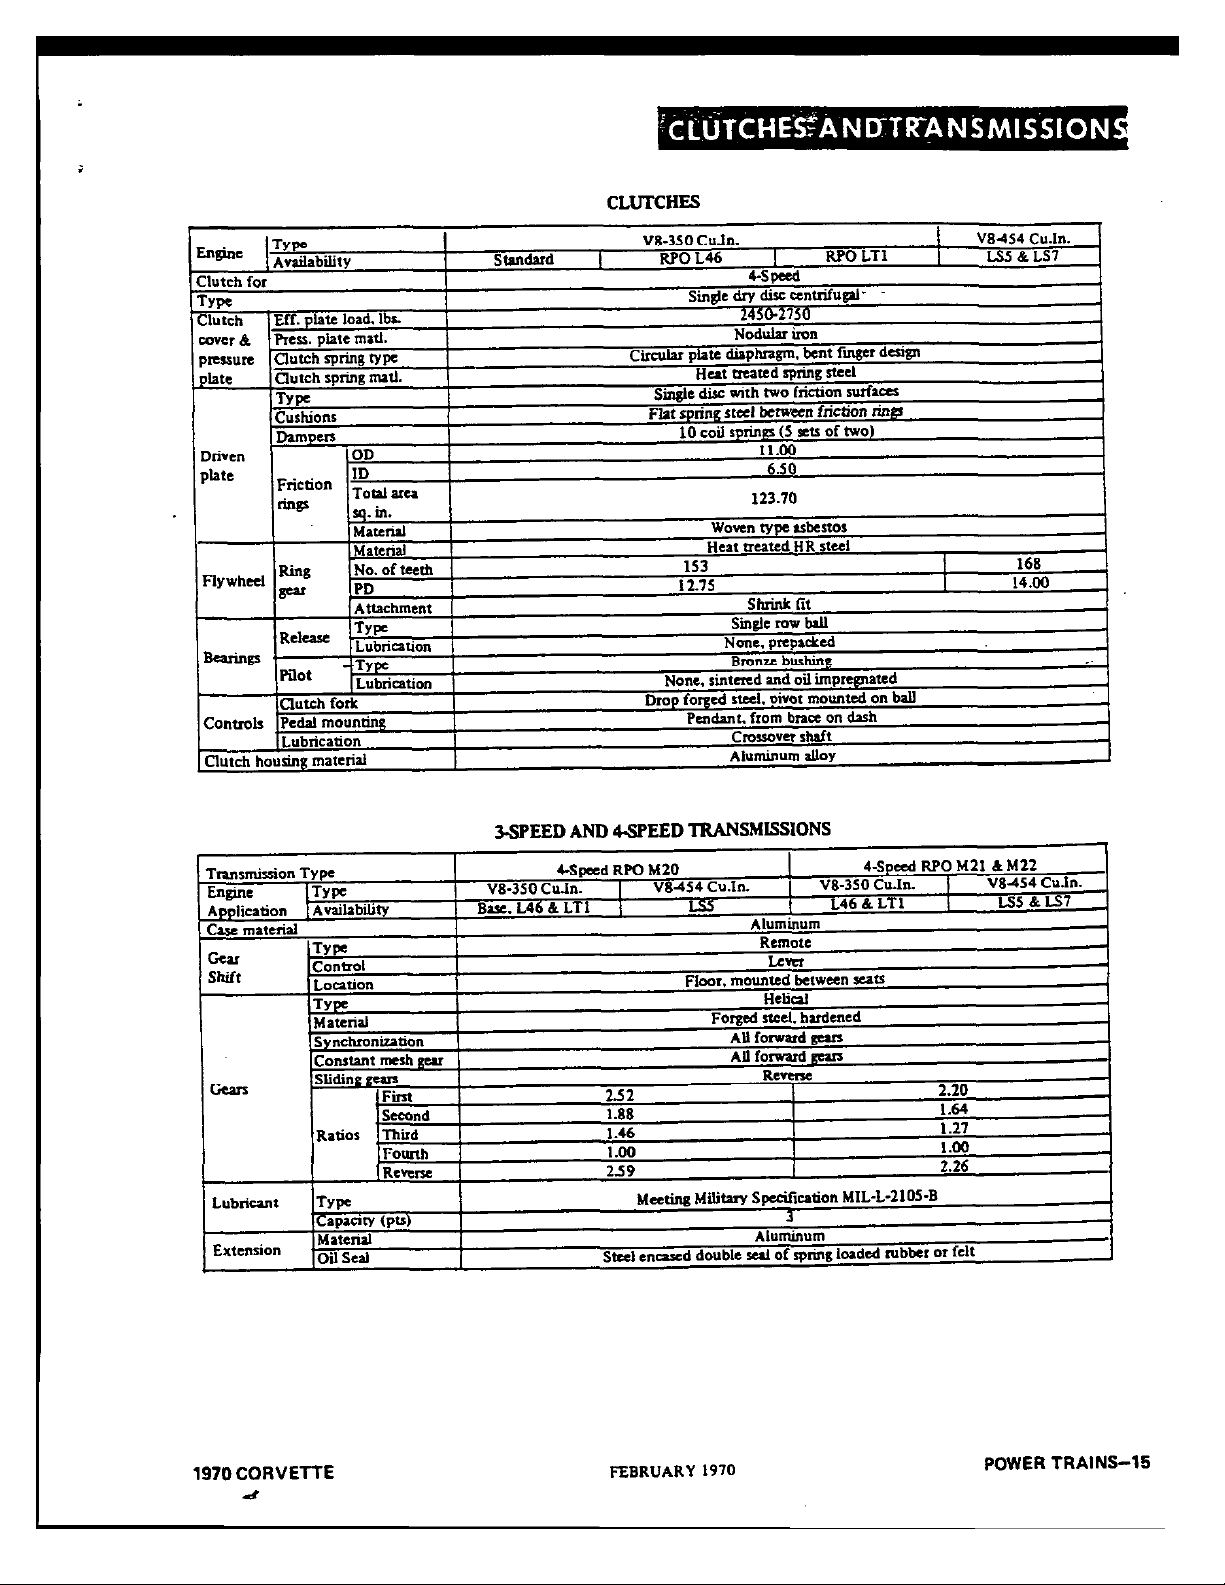 CLUTCHES AND TRANSMISSIONS
CLUTCHES
Engine Type V8-350 Cu.In. V8-454 Cu.In.
Availability Standard RPO L46 RPO LT1 LS5 & LS7
Clutch for 4-Speed
Type Single dry disc centrifugal
Clutch cover & pressure plate Eff. plate load, lbs. 2450-2750
Press. plate matl. Nodular iron
Clutch spring type Circular plate diaphragm, bent finger design
Clutch spring matl. Heat treated spring steel
Driven plate Type Single disc with two friction surfaces
Cushions Flat spring steel between friction rings
Dampers 10 coil springs (5 sets of two)
Friction rings OD 11.00
ID 6.50
Total area sq. in. 123.70
Material Woven type asbestos
Flywheel Ring gear Material Heat treated HR steel
No. of teeth 153 168
PD 12.75 14.00
Attachment Shrink fit
Bearings Release Type Single row ball
Lubrication None, prepacked
Pilot Type Bronze bushing
Lubrication None, sintered and oil impregnated
Controls Clutch fork Drop forged steel, pivot mounted on ball
Pedal mounting Pendant, from brace on dash
Lubrication Crossover shaft
Clutch housing material Aluminum alloy
3-SPEED AND 4-SPEED TRANSMISSIONS
Transmission Type 4-Speed RPO M20 4-Speed RPO M21 & M22
Engine Application Type V8-350 Cu.In. V8-454 Cu.In. V8-350 Cu.In. V8-454 Cu.In.
Availability Base, L46 & LT1 LS5 L46 & LT1 LS5 & LS7
Case material Aluminum
Gear Shift Type Remote
Control Lever
Location Floor, mounted between seats
Gears Type Helical
Material Forged steel, hardened
Synchronization All forward gears
Constant mesh gear All forward gears
Sliding gears Reverse
Ratios First 2.52 2.20
Second 1.88 1.64
Third 1.46 1.27
Fourth 1.00 1.00
Reverse 2.59 2.26
Lubricant Type Meeting Military Specification MIL-L-2105-B
Capacity (pts) 3
Extension Material Aluminum
Oil Seal Steel encased double seal of spring loaded rubber or felt
1970 CORVETTE FEBRUARY 1970 POWER TRAINS-15